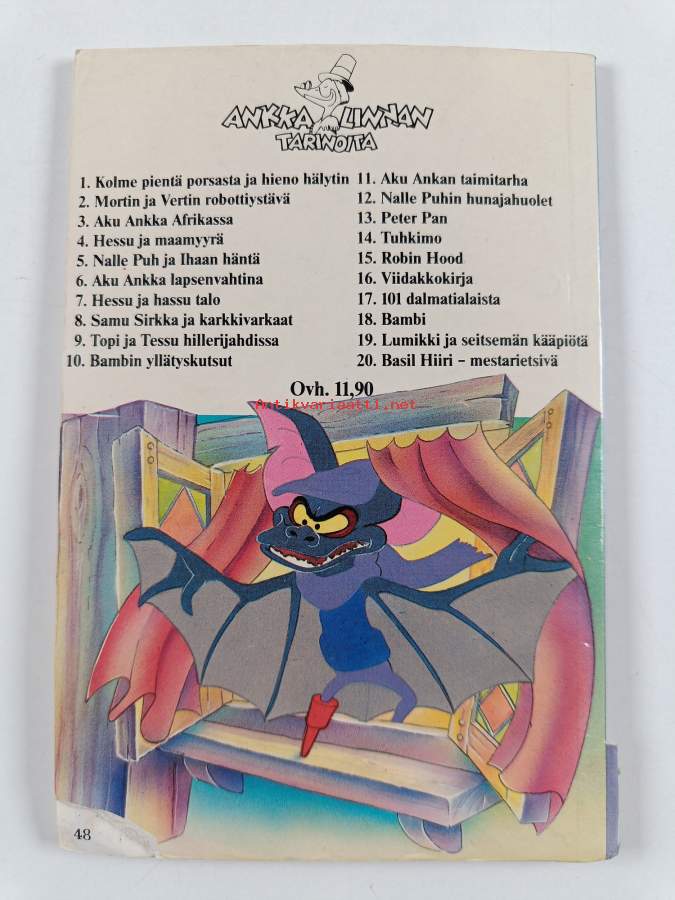 ANKKALINNAN
TARINOITA
1. Kolme pientä porsasta ja hieno hälytin
2. Mortin ja Vertin robottiystävä
3. Aku Ankka Afrikassa
4. Hessu ja maamyyrä
5. Nalle Puh ja Ihaan häntä
6. Aku Ankka lapsenvahtina
7. Hessu ja hassu talo
8. Samu Sirkka ja karkkivarkaat
9. Topi ja Tessu hillerijahdissa
10. Bambin yllätyskutsut
11. Aku Ankan taimitarha
12. Nalle Puhin hunajahuolet
13. Peter Pan
14. Tuhkimo
15. Robin Hood
16. Viidakkokirja
17. 101 dalmatialaista
18. Bambi
19. Lumikki ja seitsemän kääpiötä
20. Basil Hiiri – mestarietsivä
Ovh. 11,90
Antikvariaatti.net
48